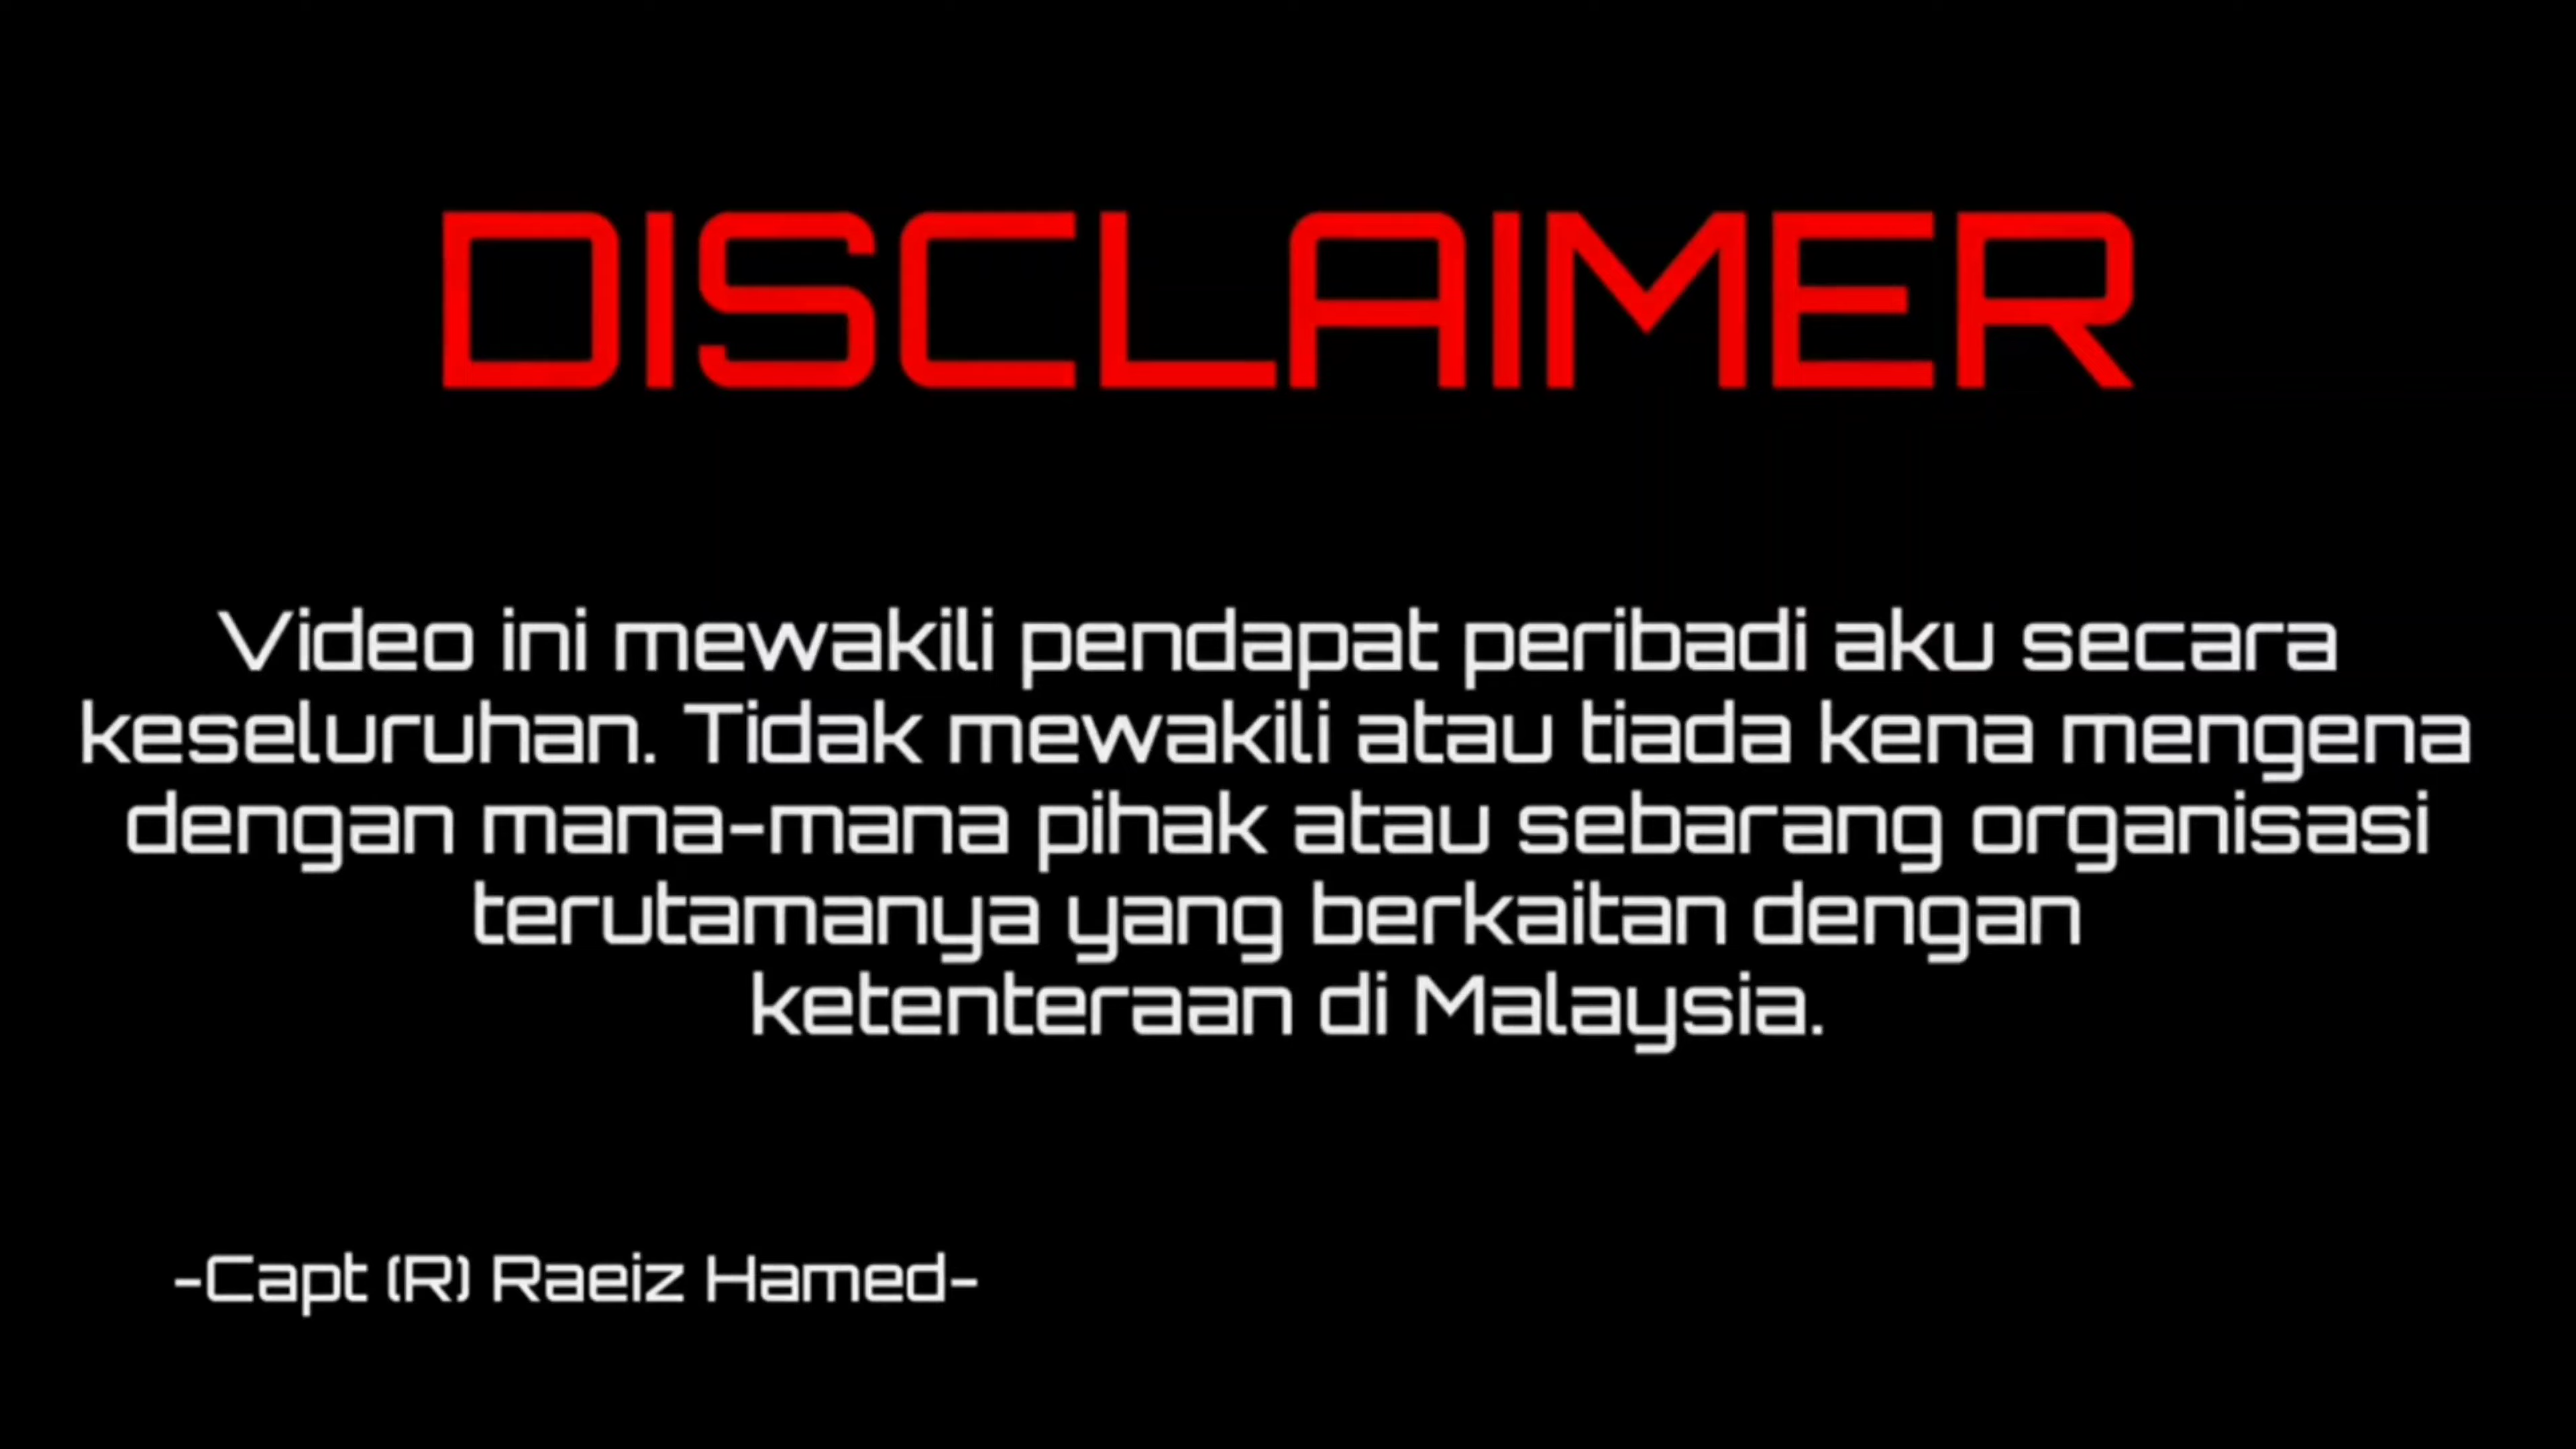 DISCLAIMER
Video ini mewakili pendapat peribadi aku secara
keseluruhan. Tidak mewakili atau tiada kena mengena
dengan mana-mana pihak atau sebarang organisasi
terutamanya yang berkaitan dengan
ketenteraan di Malaysia.
-Capt (R) Raeiz Hamed-